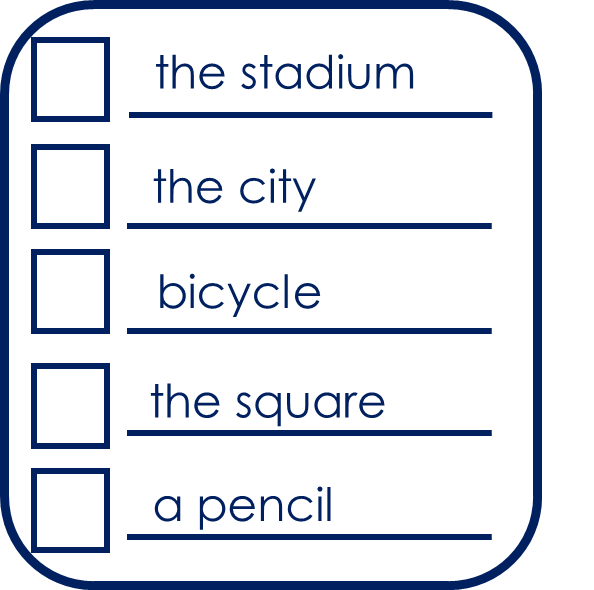 the stadium
the city
bicycle
the square
a pencil